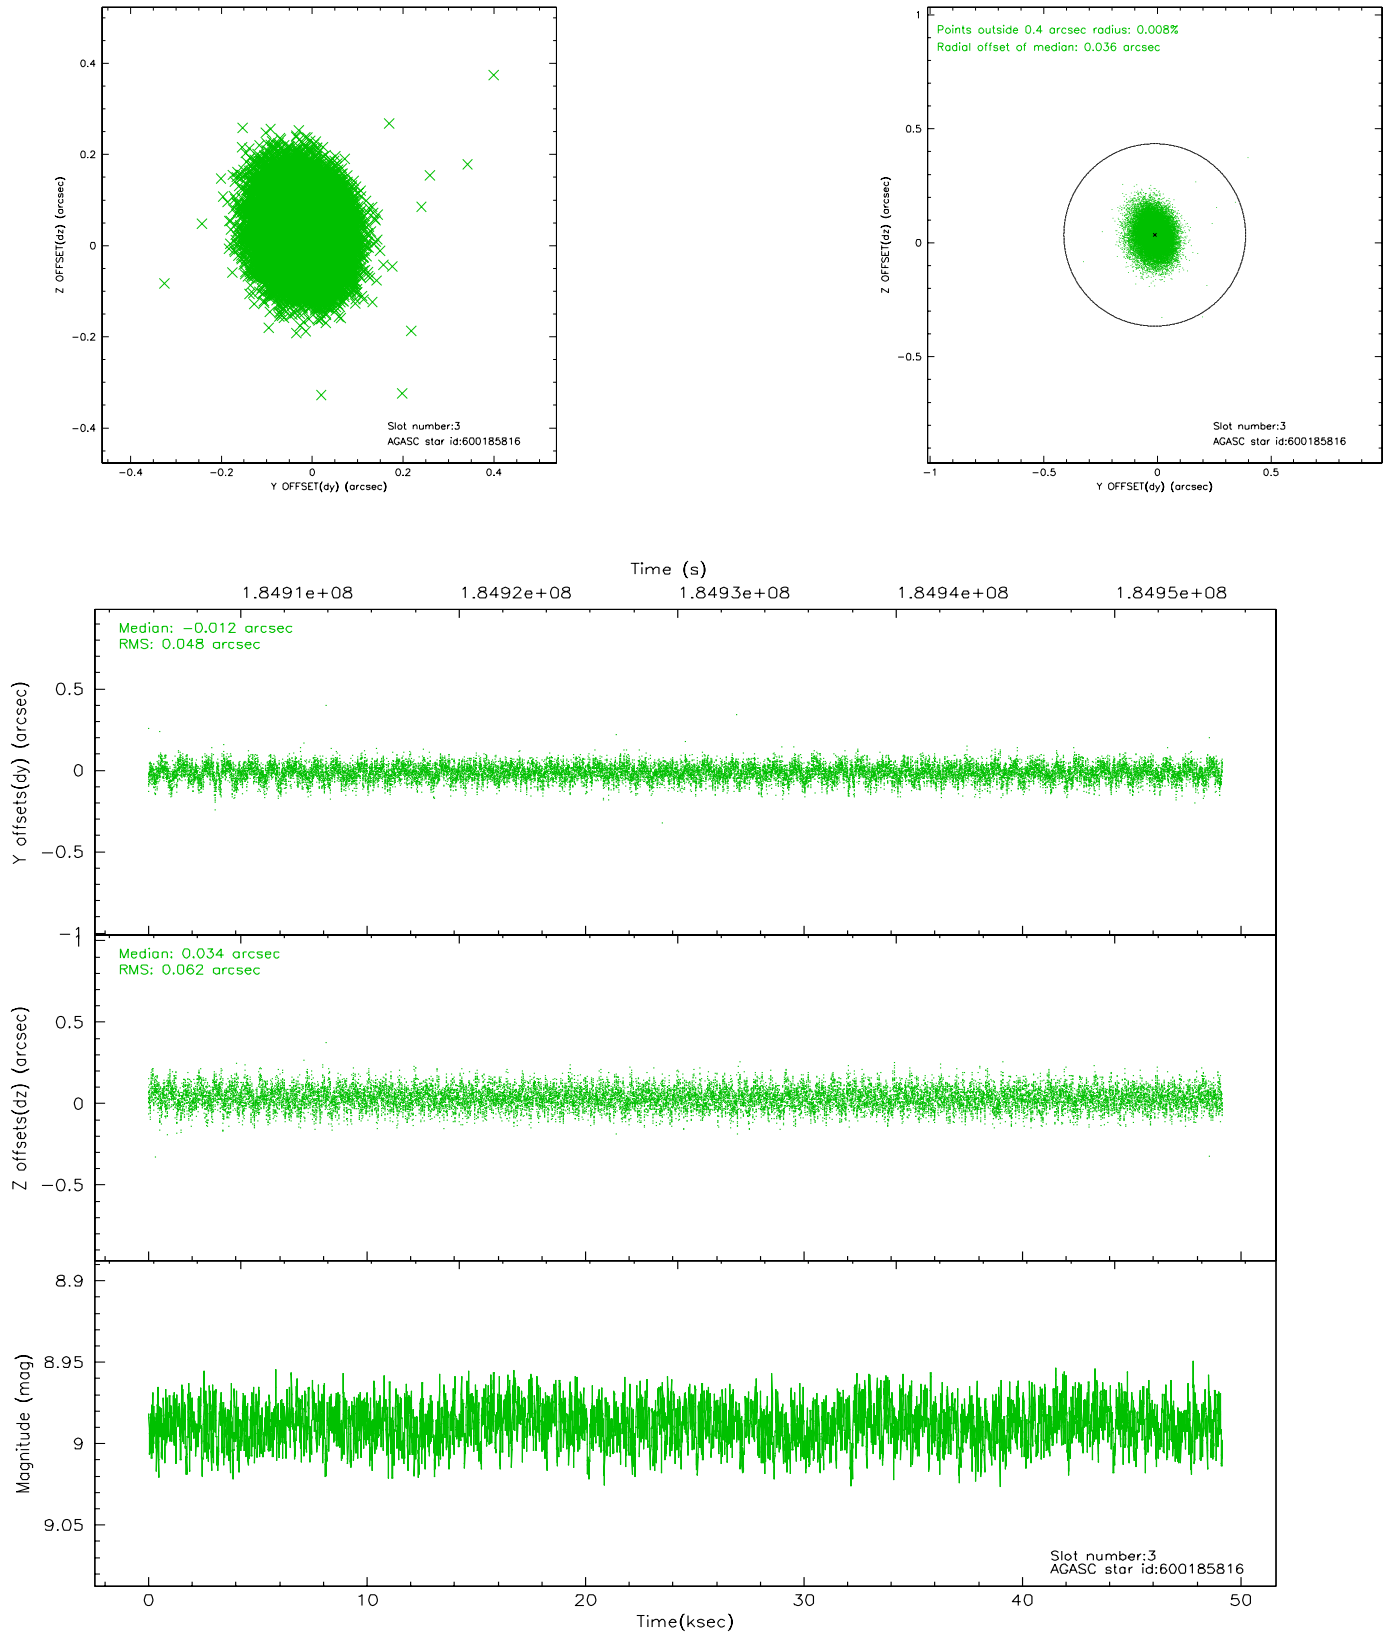 0.4
0.2
0
-0.2
-0.4
Z OFFSET(dz) (arcsec)
Slot number:3
AGASC star id:600185816
-0.4 -0.2 0 0.2 0.4
Y OFFSET(dy) (arcsec)
Points outside 0.4 arcsec radius: 0.008%
Radial offset of median: 0.036 arcsec
1
0.5
0
-0.5
Z OFFSET(dz) (arcsec)
Slot number:3
AGASC star id:600185816
-1 -0.5 0 0.5
Y OFFSET(dy) (arcsec)
Time (s)
1.8491e+08 1.8492e+08 1.8493e+08 1.8494e+08 1.8495e+08
Median: -0.012 arcsec
RMS: 0.048 arcsec
0.5
0
-0.5
-1
Y offsets(dy) (arcsec)
Median: 0.034 arcsec
RMS: 0.062 arcsec
1
0.5
0
-0.5
Z offsets(dz) (arcsec)
8.9
8.95
9
9.05
Magnitude (mag)
Slot number:3
AGASC star id:600185816
0 10 20 30 40 50
Time(ksec)